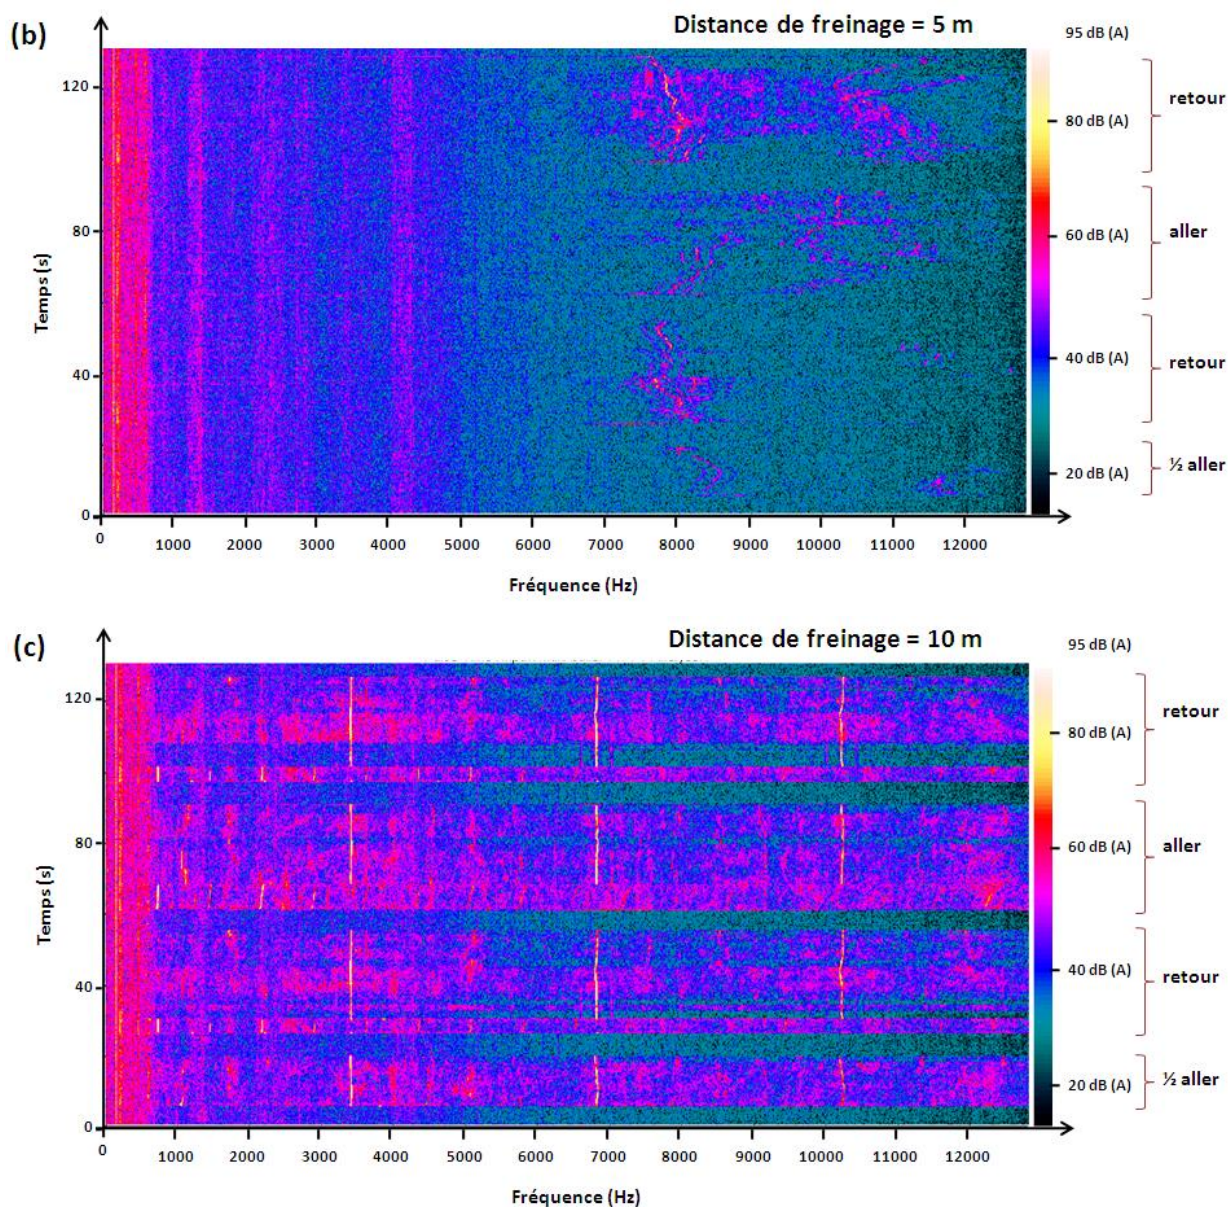 (b)
Distance de freinage = 5 m
95 dB (A)
120
80
40
0
Temps (s)
80 dB (A)
60 dB (A)
40 dB (A)
20 dB (A)
retour
aller
retour
½ aller
0 1000 2000 3000 4000 5000 6000 7000 8000 9000 10000 11000 12000
Fréquence (Hz)
(c)
Distance de freinage = 10 m
95 dB (A)
120
80
40
0
Temps (s)
80 dB (A)
60 dB (A)
40 dB (A)
20 dB (A)
retour
aller
retour
½ aller
0 1000 2000 3000 4000 5000 6000 7000 8000 9000 10000 11000 12000
Fréquence (Hz)